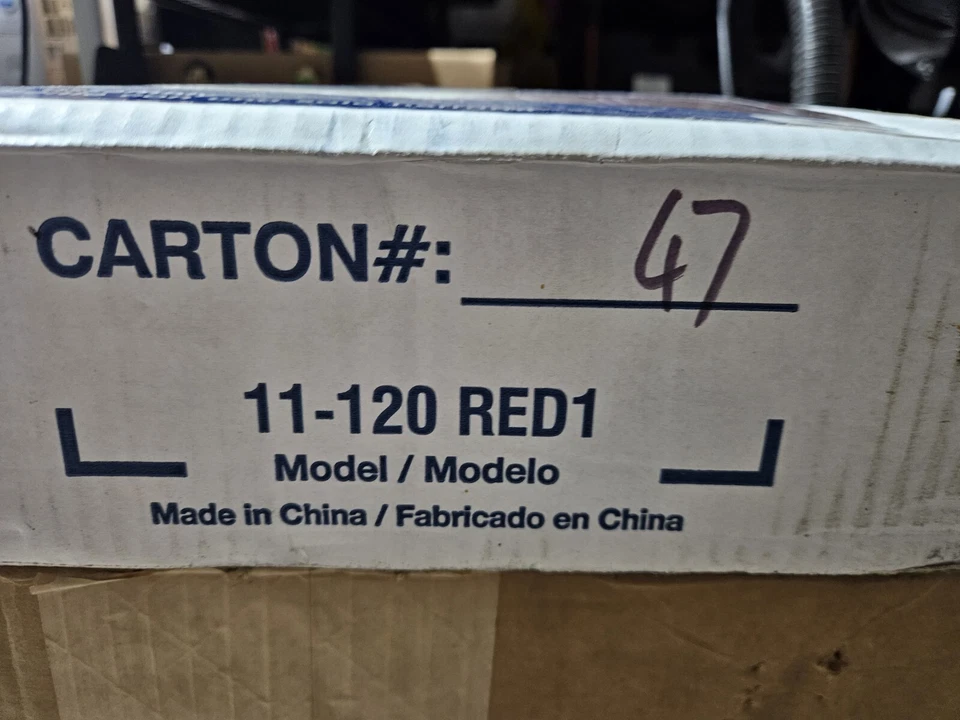 CARTON#: 47
11-120 RED1
Model / Modelo
Made in China / Fabricado en China